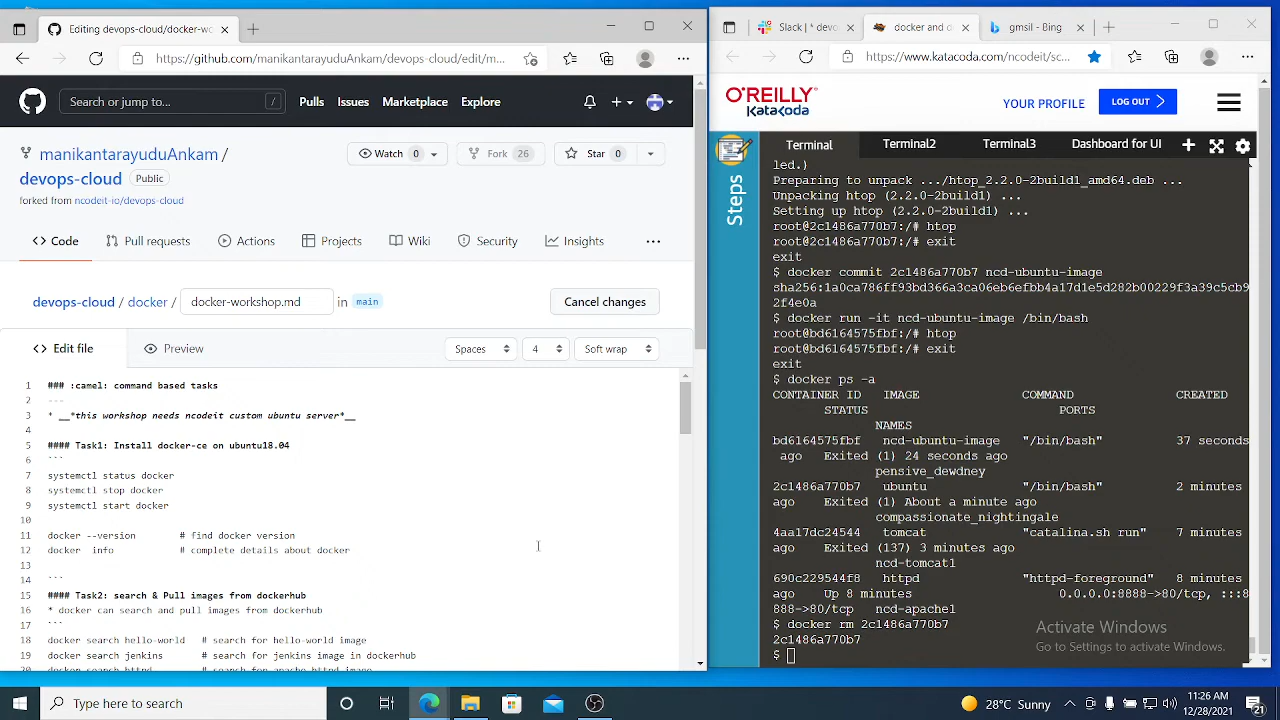 Editing devops-cloud/docker-wo
https://github.com/manikantarayuduAnkam/devops-cloud/edit/m...
Search or jump to...
/
Pulls
Issues
Marketplace
Explore
manikantarayuduAnkam /
devops-cloud
Public
forked from ncodeit-io/devops-cloud
Watch 0
Fork 26
Star 0
Code
Pull requests
Actions
Projects
Wiki
Security
Insights
devops-cloud / docker / docker-workshop.md in main
Cancel changes
Edit file
Preview
Spaces
4
Soft wrap
1 ### :camel: command based tasks
2 ---
3 * __*this workshop needs ncodeit custom ubuntu server*__
4
5 #### Task1: Install docker-ce on ubuntu18.04
6 ```
7 systemctl status docker
8 systemctl stop docker
9 systemctl start docker
10
11 docker --version # find docker version
12 docker info # complete details about docker
13
14 ```
15 #### Task2: search & Pull images from dockerhub
16 * docker can search and pull images from dockerhub
17 ```
18 docker search hello-world # search for hello-world image
19 docker search jenkins # search for jenkins image in dockerhub
20 docker search httpd # search for apache httpd image
Slack | * devo
docker and d
gmsil - Bing
https://www.katacoda.com/ncodeit/sc...
O'REILLY
Katacoda
YOUR PROFILE
LOG OUT
Steps
Terminal
Terminal2
Terminal3
Dashboard for UI
led.)
Preparing to unpack .../htop_2.2.0-2build1_amd64.deb ...
Unpacking htop (2.2.0-2build1) ...
Setting up htop (2.2.0-2build1) ...
root@2c1486a770b7:/# htop
root@2c1486a770b7:/# exit
exit
$ docker commit 2c1486a770b7 ncd-ubuntu-image
sha256:1a0ca786ff93bd366a3ca06eb6efbb4a17d1e5d282b00229f3a39c5cb9
2f4e0a
$ docker run -it ncd-ubuntu-image /bin/bash
root@bd6164575fbf:/# htop
root@bd6164575fbf:/# exit
exit
$ docker ps -a
CONTAINER ID IMAGE COMMAND CREATED
STATUS PORTS
NAMES
bd6164575fbf ncd-ubuntu-image "/bin/bash" 37 seconds
ago Exited (1) 24 seconds ago
pensive_dewdney
2c1486a770b7 ubuntu "/bin/bash" 2 minutes
ago Exited (1) About a minute ago
compassionate_nightingale
4aa17dc24544 tomcat "catalina.sh run" 7 minutes
ago Exited (137) 3 minutes ago
ncd-tomcat1
690c229544f8 httpd "httpd-foreground" 8 minutes
ago Up 8 minutes 0.0.0.0:8888->80/tcp, :::8
888->80/tcp ncd-apache1
$ docker rm 2c1486a770b7
2c1486a770b7
$
Activate Windows
Go to Settings to activate Windows.
Type here to search
28°C Sunny
11:26 AM
12/28/2021
21